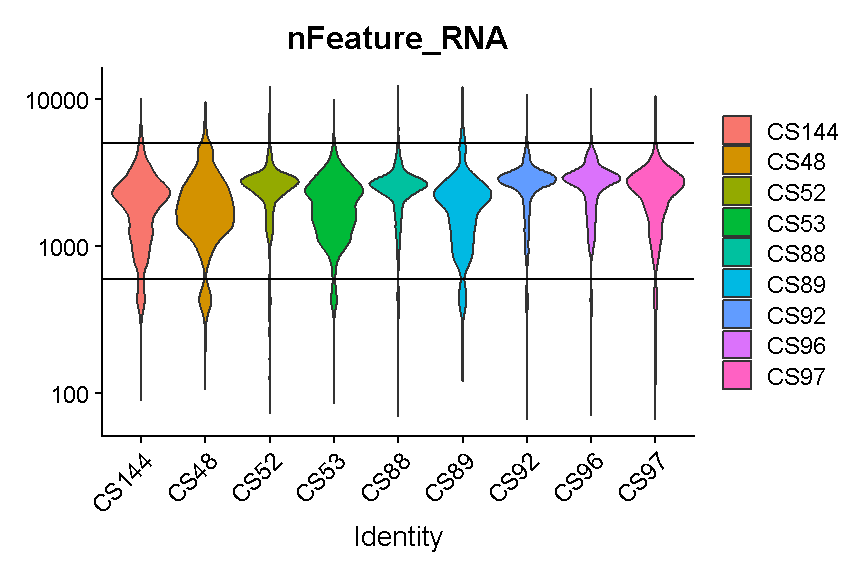 nFeature_RNA
10000
1000
100
CS144
CS48
CS52
CS53
CS88
CS89
CS92
CS96
CS97
Identity
CS144
CS48
CS52
CS53
CS88
CS89
CS92
CS96
CS97